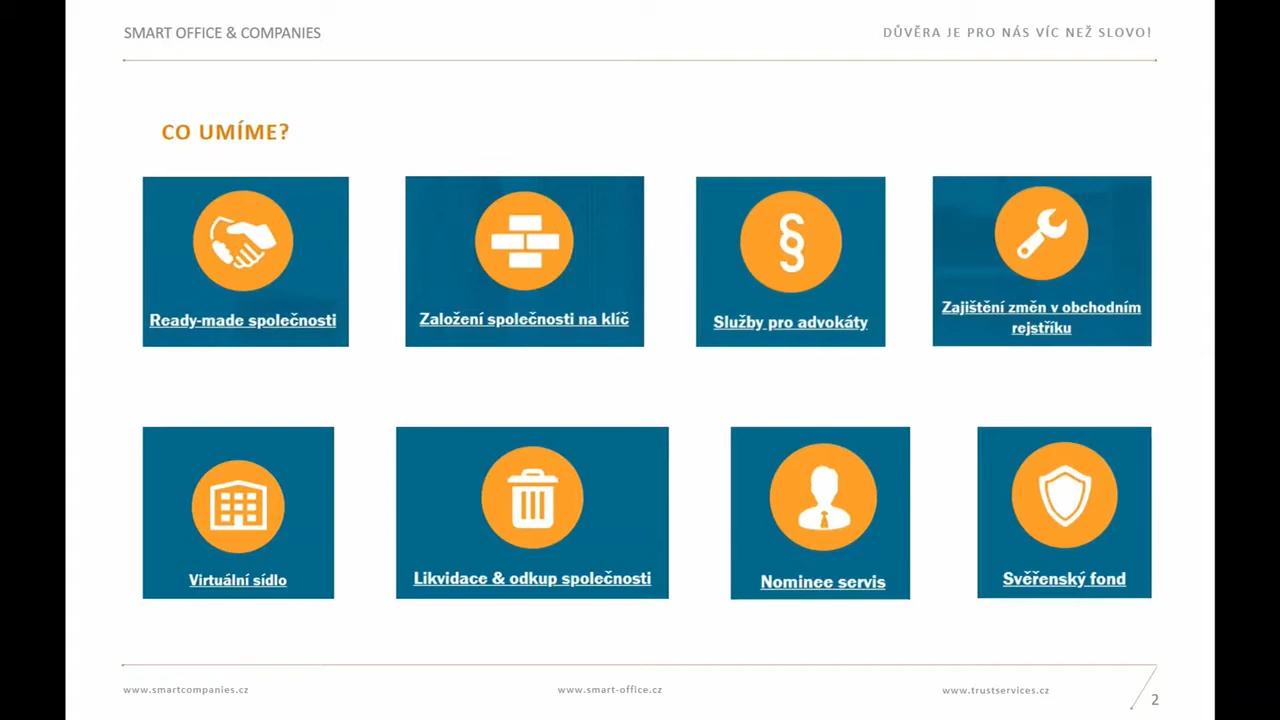 SMART OFFICE & COMPANIES
DŮVĚRA JE PRO NÁS VÍC NEŽ SLOVO!
CO UMÍME?
Ready-made společnosti
Založení společnosti na klíč
Služby pro advokáty
Zajištění změn v obchodním
rejstříku
Virtuální sídlo
Likvidace & odkup společnosti
Nominee servis
Svěřenský fond
www.smartcompanies.cz
www.smart-office.cz
www.trustservices.cz
2